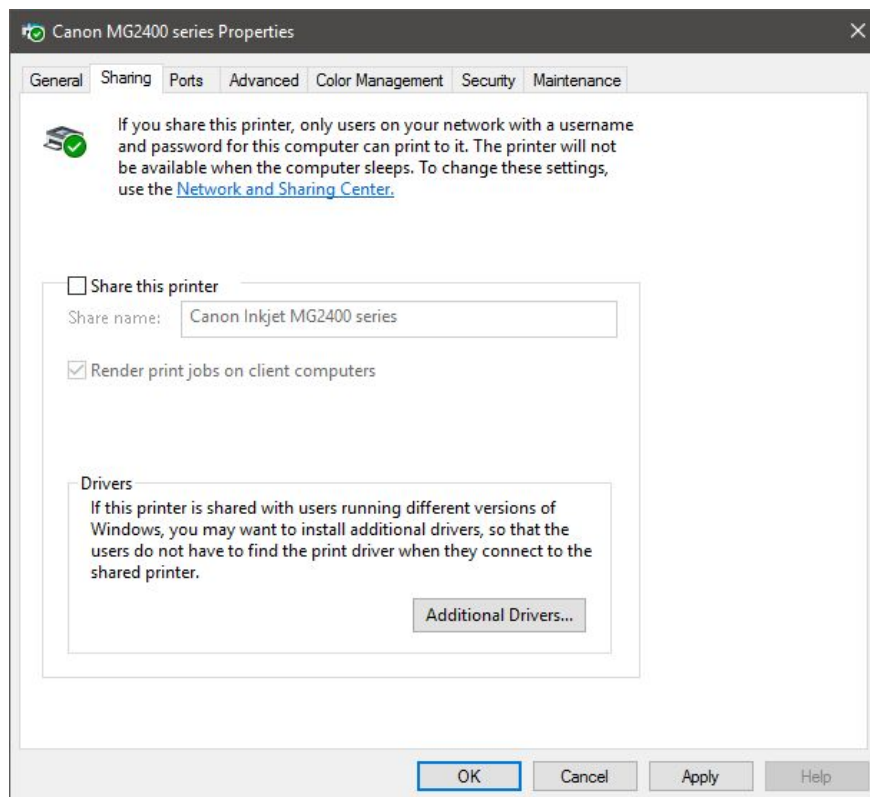 Canon MG2400 series Properties
General Sharing Ports Advanced Color Management Security Maintenance
If you share this printer, only users on your network with a username
and password for this computer can print to it. The printer will not
be available when the computer sleeps. To change these settings,
use the Network and Sharing Center.
Share this printer
Share name: Canon Inkjet MG2400 series
Render print jobs on client computers
Drivers
If this printer is shared with users running different versions of
Windows, you may want to install additional drivers, so that the
users do not have to find the print driver when they connect to the
shared printer.
Additional Drivers...
OK Cancel Apply Help